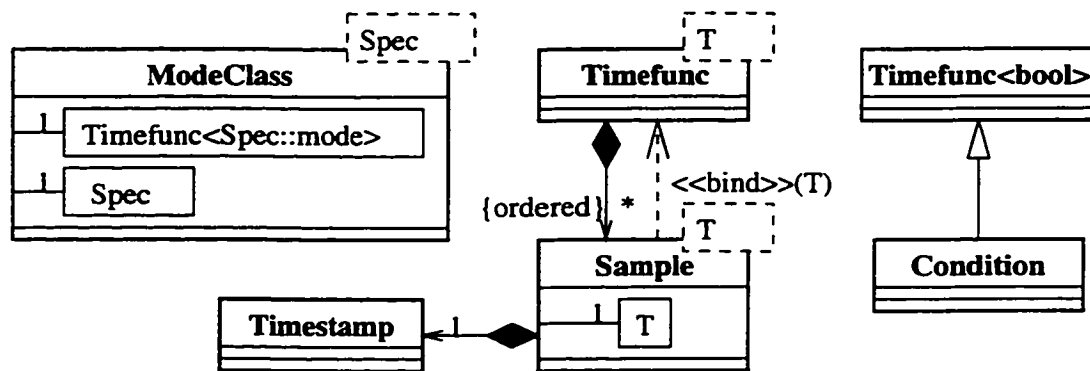 Spec
ModeClass
1
Timefunc<Spec::mode>
1
Spec
T
Timefunc
<<bind>>(T)
{ordered}
*
T
Sample
1
T
1
Timestamp
Timefunc<bool>
Condition